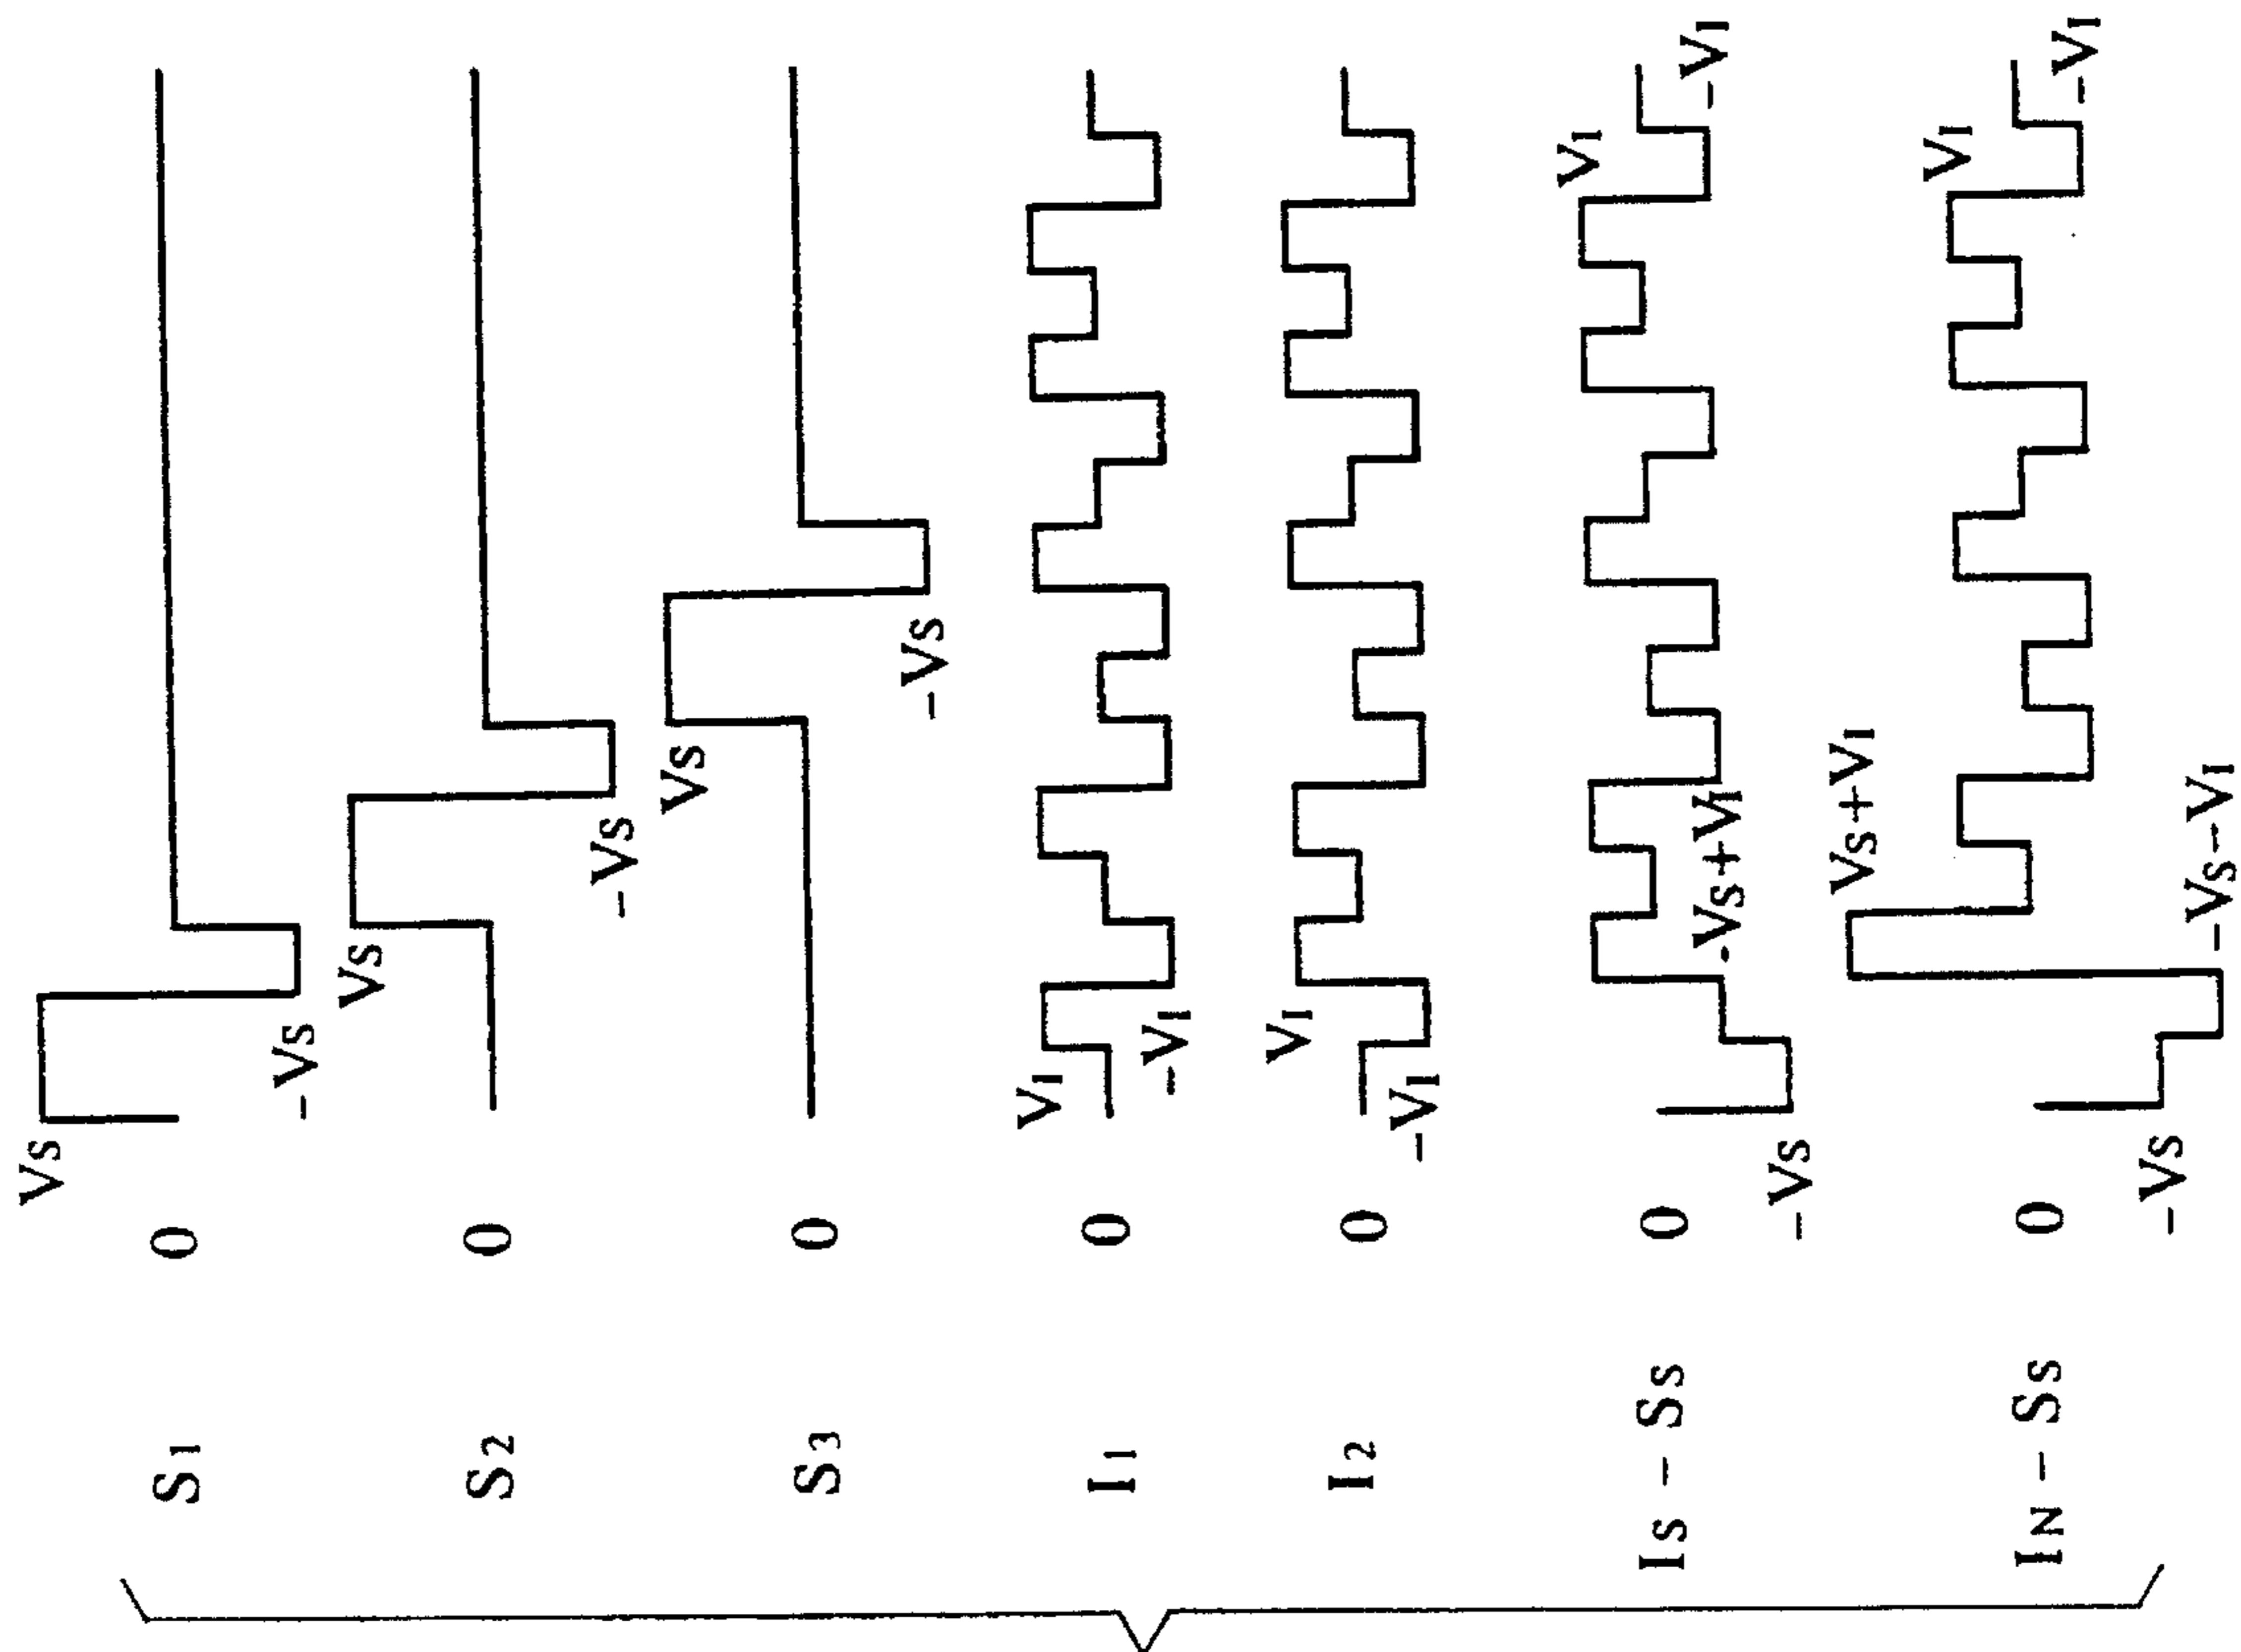 Vs
S1 0
-Vs
Vs
S2 0
-Vs
Vs
S3 0
-Vs
VI
I1 0
-VI
VI
I2 0
-VI
VI
IS - SS 0
-VI
-VS+VI
-VS
VS+VI
VI
IN - SS 0
-VI
-VS
-VS-VI